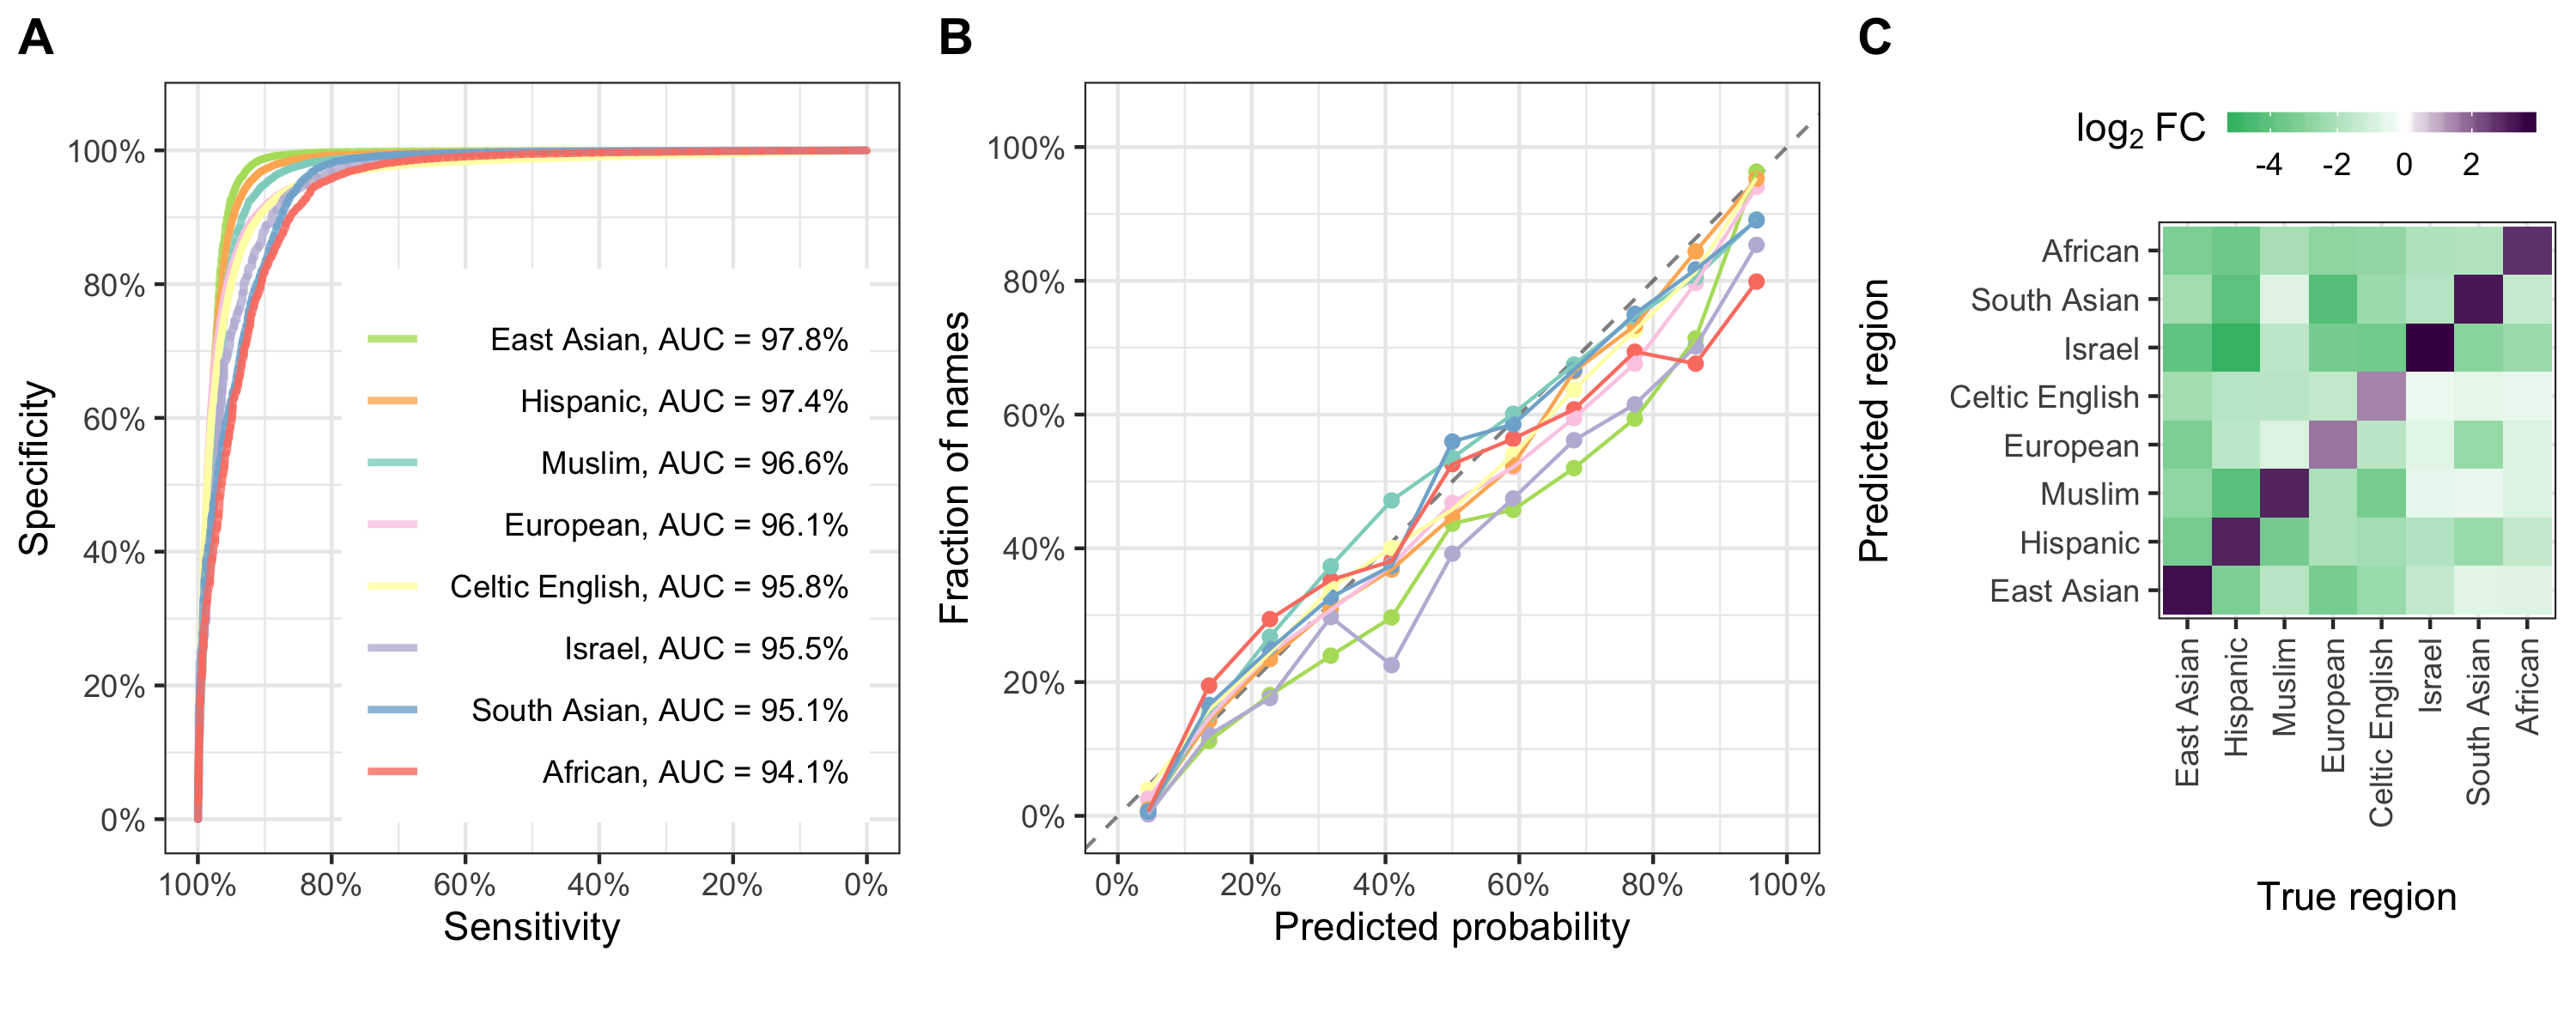 A
Specificity
100%
80%
60%
40%
20%
0%
East Asian, AUC = 97.8%
Hispanic, AUC = 97.4%
Muslim, AUC = 96.6%
European, AUC = 96.1%
Celtic English, AUC = 95.8%
Israel, AUC = 95.5%
South Asian, AUC = 95.1%
African, AUC = 94.1%
100% 80% 60% 40% 20% 0%
Sensitivity
B
Fraction of names
100%
80%
60%
40%
20%
0%
0% 20% 40% 60% 80% 100%
Predicted probability
C
log₂ FC
-4 -2 0 2
Predicted region
African
South Asian
Israel
Celtic English
European
Muslim
Hispanic
East Asian
East Asian
Hispanic
Muslim
European
Celtic English
Israel
South Asian
African
True region